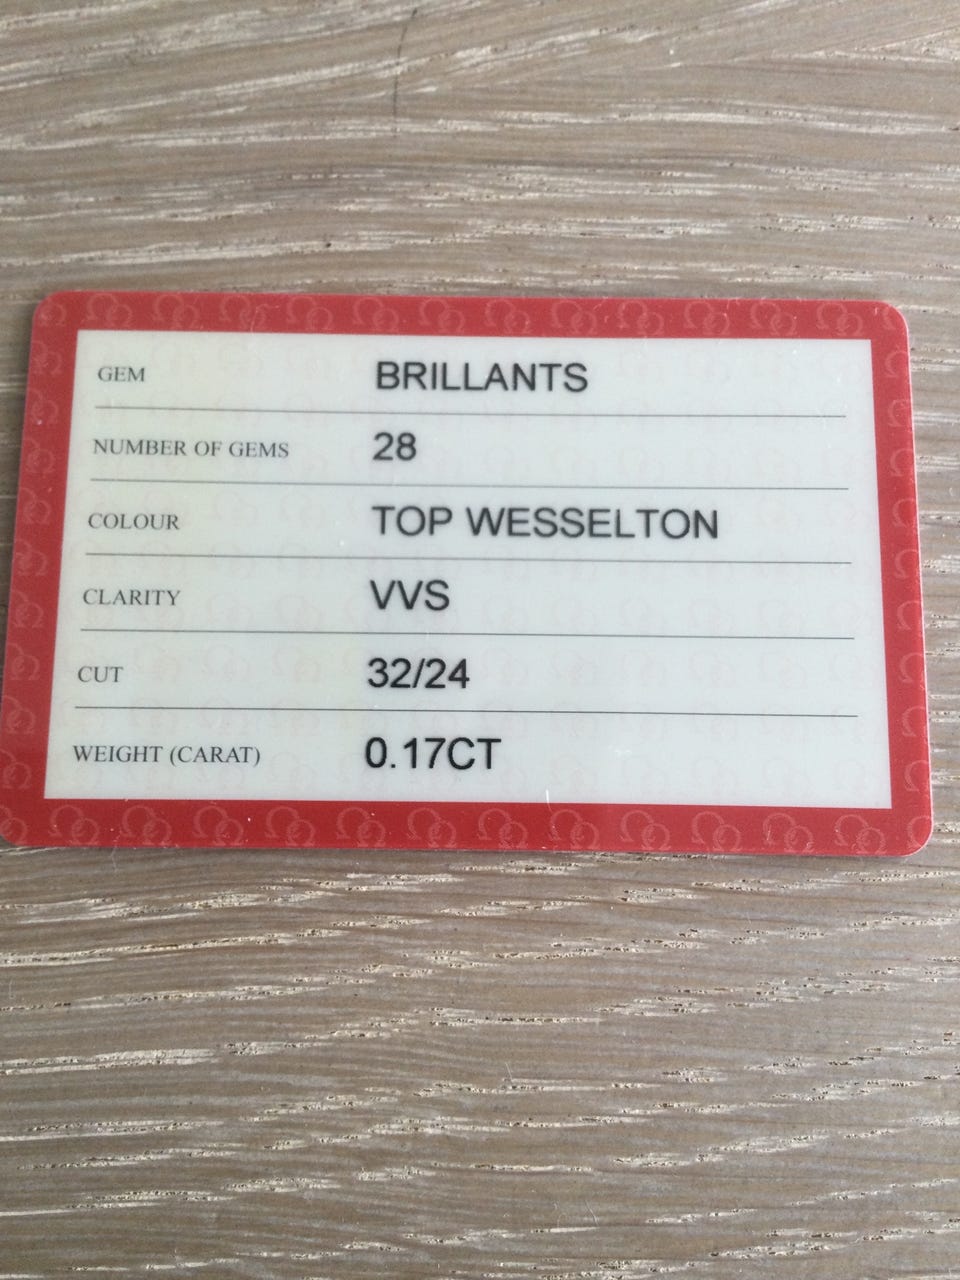 GEM BRILLANTS
NUMBER OF GEMS 28
COLOUR TOP WESSELTON
CLARITY VVS
CUT 32/24
WEIGHT (CARAT) 0.17CT